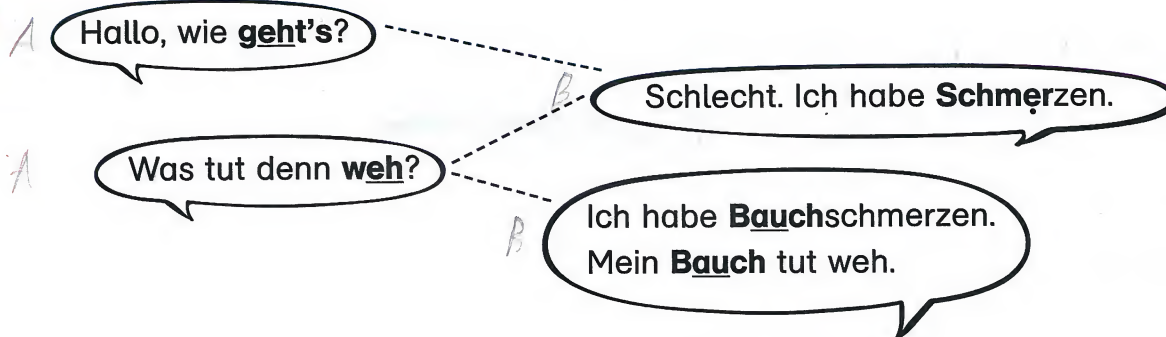 A Hallo, wie geht's?
B Schlecht. Ich habe Schmerzen.
A Was tut denn weh?
B Ich habe Bauchschmerzen.
Mein Bauch tut weh.